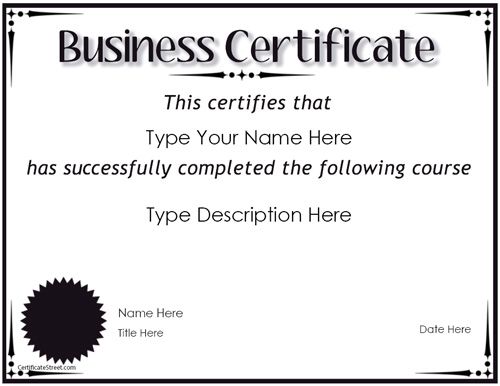 Business Certificate
This certifies that
Type Your Name Here
has successfully completed the following course
Type Description Here
Name Here
Title Here
Date Here
CertificateStreet.com